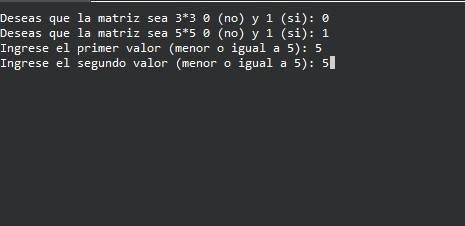 Deseas que la matriz sea 3*3 0 (no) y 1 (si): 0
Deseas que la matriz sea 5*5 0 (no) y 1 (si): 1
Ingrese el primer valor (menor o igual a 5): 5
Ingrese el segundo valor (menor o igual a 5): 5